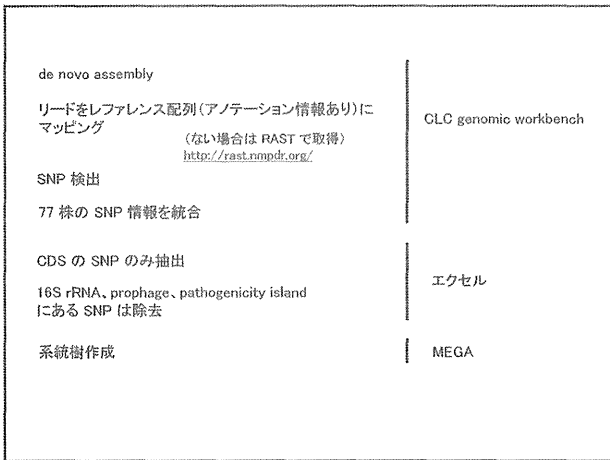 de novo assembly
リードをレファレンス配列(アノテーション情報あり)に
マッピング
(ない場合は RAST で取得)
http://rast.nmpdr.org/
SNP 検出
77 株の SNP 情報を統合
CLC genomic workbench
CDS の SNP のみ抽出
16S rRNA、prophage、pathogenicity island
にある SNP は除去
エクセル
系統樹作成
MEGA